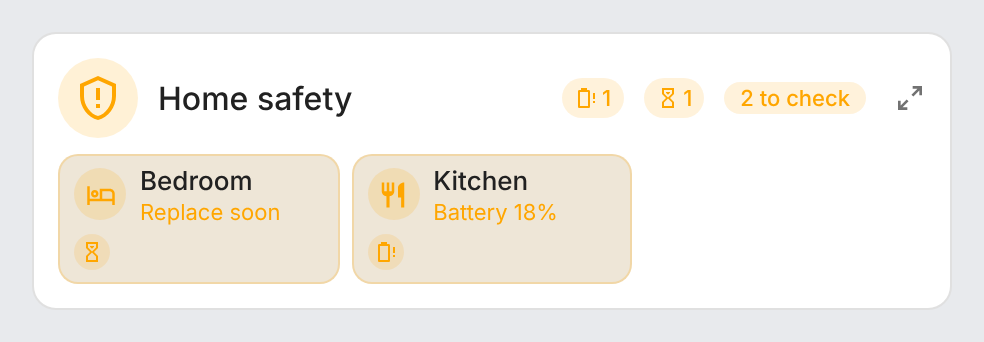 Home safety
1
1
2 to check
Bedroom
Replace soon
Kitchen
Battery 18%